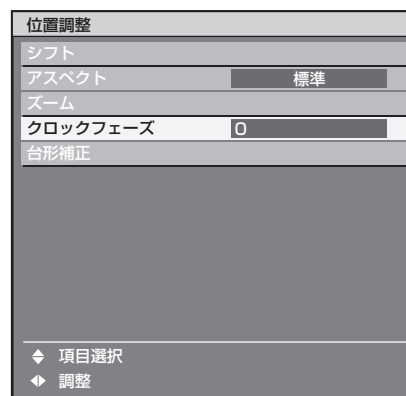 位置調整
シフト
アスペクト 標準
ズーム
クロックフェーズ 0
台形補正
項目選択
調整